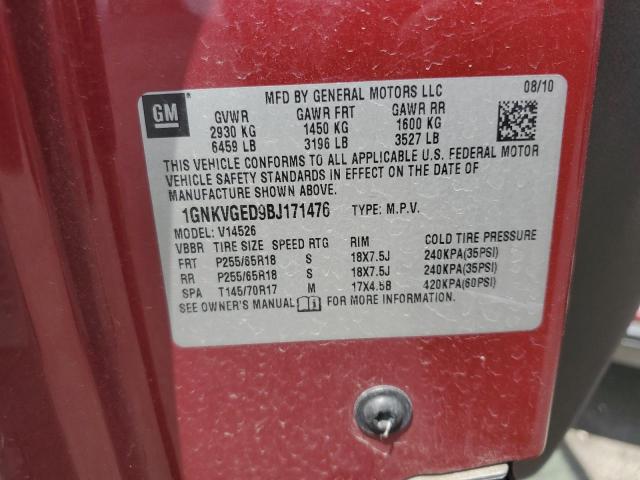 MFD BY GENERAL MOTORS LLC 08/10
GM
GVWR GAWR FRT GAWR RR
2930 KG 1450 KG 1600 KG
6459 LB 3196 LB 3527 LB
THIS VEHICLE CONFORMS TO ALL APPLICABLE U.S. FEDERAL MOTOR
VEHICLE SAFETY STANDARDS IN EFFECT ON THE DATE OF
MANUFACTURE SHOWN ABOVE.
1GNKVGED9BJ171476 TYPE: M.P.V.
MODEL: V14526
VBBR TIRE SIZE SPEED RTG RIM COLD TIRE PRESSURE
FRT P255/65R18 S 18X7.5J 240KPA(35PSI)
RR P255/65R18 S 18X7.5J 240KPA(35PSI)
SPA T145/70R17 M 17X4.5B 420KPA(60PSI)
SEE OWNER'S MANUAL FOR MORE INFORMATION.